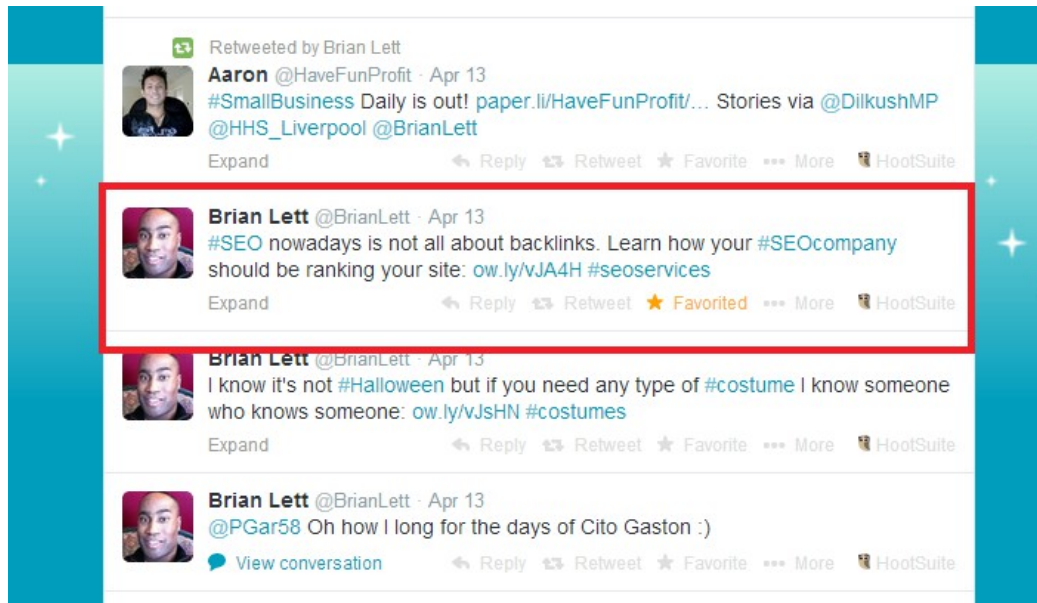 Retweeted by Brian Lett
Aaron @HaveFunProfit · Apr 13
#SmallBusiness Daily is out! paper.li/HaveFunProfit/... Stories via @DilkushMP
@HHS_Liverpool @BrianLett
Expand Reply Retweet Favorite More HootSuite
Brian Lett @BrianLett · Apr 13
#SEO nowadays is not all about backlinks. Learn how your #SEOcompany
should be ranking your site: ow.ly/vJA4H #seoservices
Expand Reply Retweet Favorited More HootSuite
Brian Lett @BrianLett · Apr 13
I know it's not #Halloween but if you need any type of #costume I know someone
who knows someone: ow.ly/vJsHN #costumes
Expand Reply Retweet Favorite More HootSuite
Brian Lett @BrianLett · Apr 13
@PGar58 Oh how I long for the days of Cito Gaston :)
View conversation Reply Retweet Favorite More HootSuite